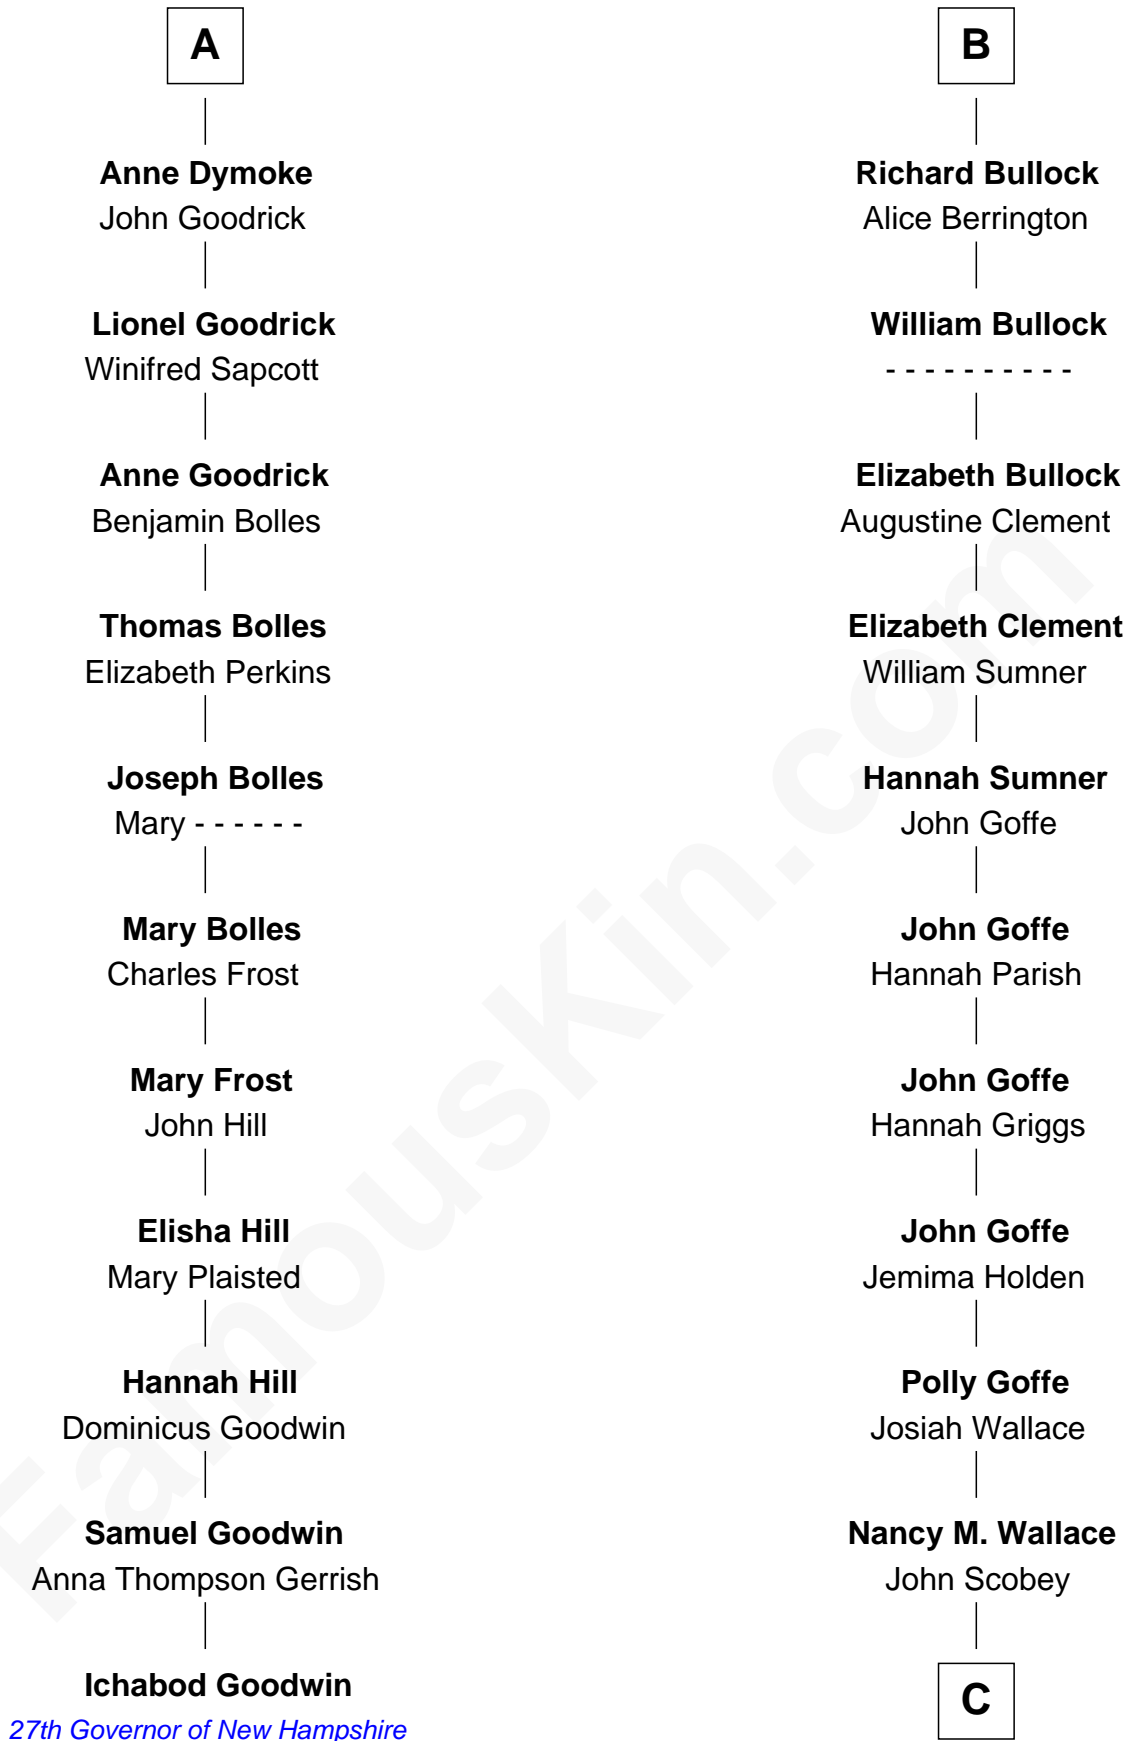 A
Anne Dymoke
John Goodrick
Lionel Goodrick
Winifred Sapcott
Anne Goodrick
Benjamin Bolles
Thomas Bolles
Elizabeth Perkins
Joseph Bolles
Mary - - - - - -
Mary Bolles
Charles Frost
Mary Frost
John Hill
Elisha Hill
Mary Plaisted
Hannah Hill
Dominicus Goodwin
Samuel Goodwin
Anna Thompson Gerrish
Ichabod Goodwin
27th Governor of New Hampshire
B
Richard Bullock
Alice Berrington
William Bullock
- - - - - - - - - -
Elizabeth Bullock
Augustine Clement
Elizabeth Clement
William Sumner
Hannah Sumner
John Goffe
John Goffe
Hannah Parish
John Goffe
Hannah Griggs
John Goffe
Jemima Holden
Polly Goffe
Josiah Wallace
Nancy M. Wallace
John Scobey
C
FamousKin.com